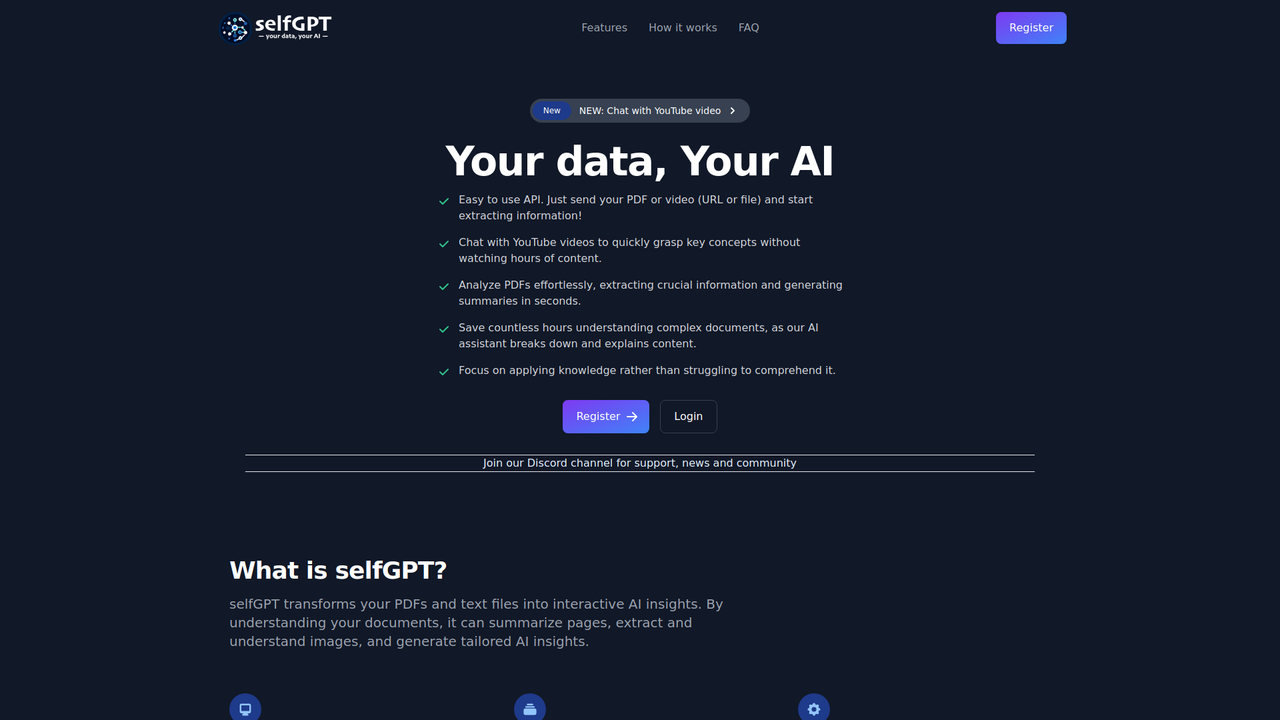 selfGPT
— your data, your AI —
Features
How it works
FAQ
Register
New
NEW: Chat with YouTube video
Your data, Your AI
Easy to use API. Just send your PDF or video (URL or file) and start
extracting information!
Chat with YouTube videos to quickly grasp key concepts without
watching hours of content.
Analyze PDFs effortlessly, extracting crucial information and generating
summaries in seconds.
Save countless hours understanding complex documents, as our AI
assistant breaks down and explains content.
Focus on applying knowledge rather than struggling to comprehend it.
Register
Login
Join our Discord channel for support, news and community
What is selfGPT?
selfGPT transforms your PDFs and text files into interactive AI insights. By
understanding your documents, it can summarize pages, extract and
understand images, and generate tailored AI insights.